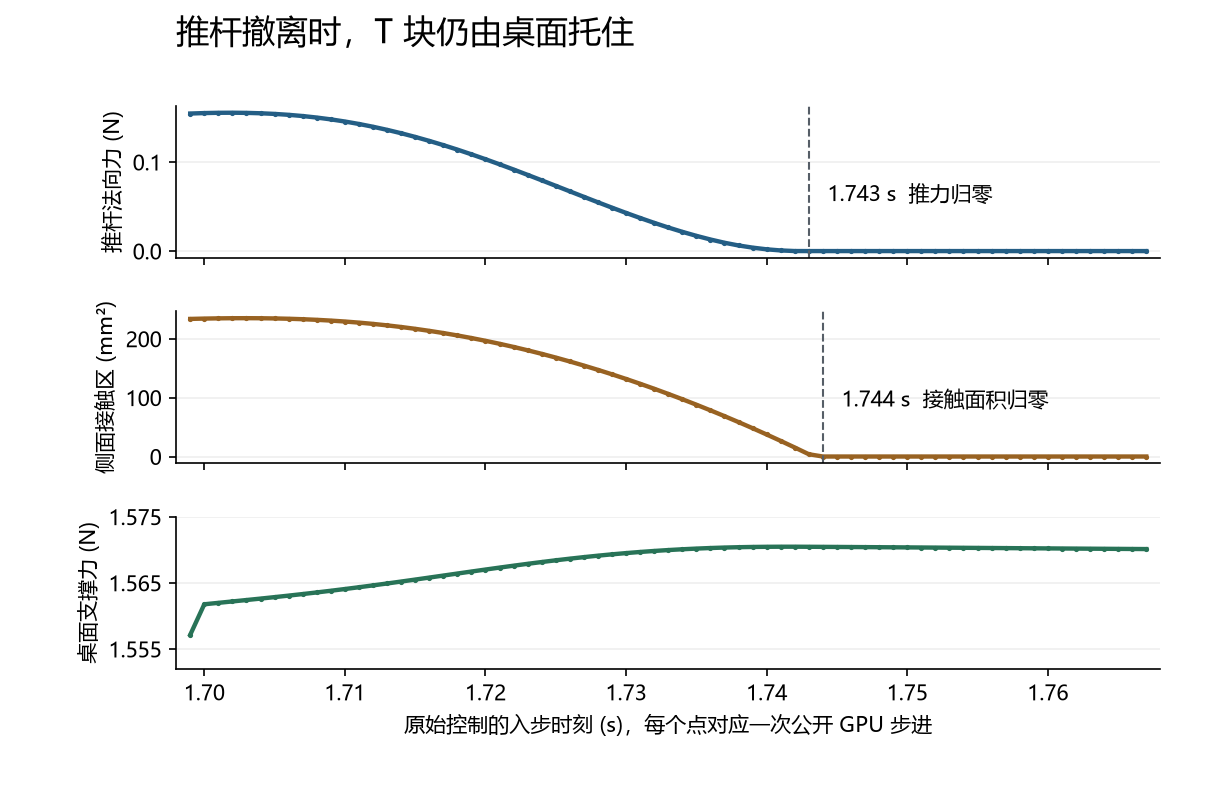 推杆撤离时，T 块仍由桌面托住
推杆法向力 (N)
0.1
0.0
1.743 s 推力归零
侧面接触区 (mm²)
200
100
0
1.744 s 接触面积归零
桌面支撑力 (N)
1.575
1.565
1.555
1.70 1.71 1.72 1.73 1.74 1.75 1.76
原始控制的入步时刻 (s)，每个点对应一次公开 GPU 步进